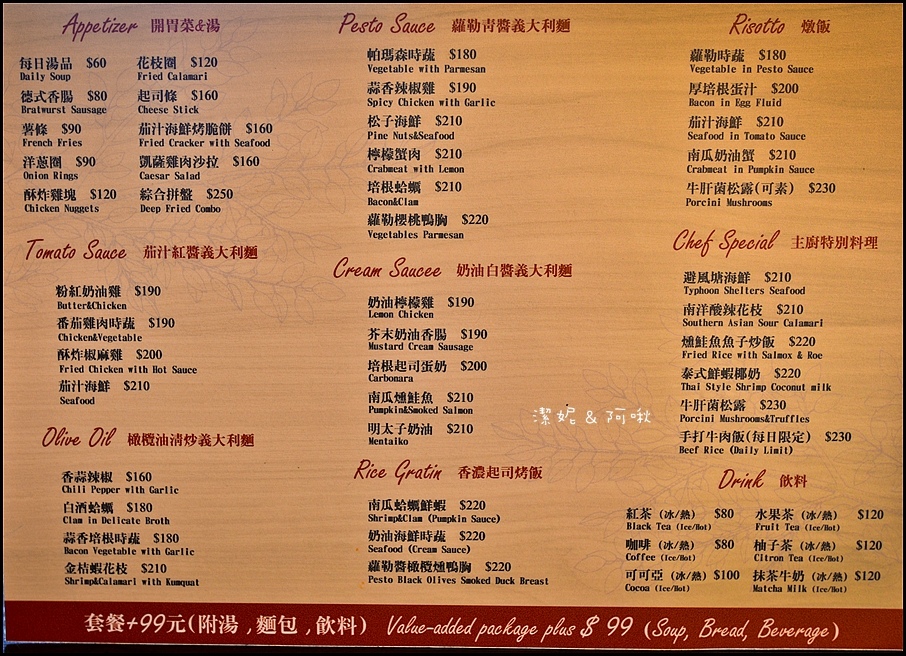 Appetizer 開胃菜&湯
每日湯品 $60
Daily Soup
德式香腸 $80
Bratwurst Sausage
薯條 $90
French Fries
洋蔥圈 $90
Onion Rings
酥炸雞塊 $120
Chicken Nuggets
花枝圈 $120
Fried Calamari
起司條 $160
Cheese Stick
茄汁海鮮烤脆餅 $160
Fried Cracker with Seafood
凱薩雞肉沙拉 $160
Caesar Salad
綜合拼盤 $250
Deep Fried Combo
Tomato Sauce 茄汁紅醬義大利麵
粉紅奶油雞 $190
Butter&Chicken
番茄雞肉時蔬 $190
Chicken&Vegetable
酥炸椒麻雞 $200
Fried Chicken with Hot Sauce
茄汁海鮮 $210
Seafood
Olive Oil 橄欖油清炒義大利麵
香蒜辣椒 $160
Chili Pepper with Garlic
白酒蛤蠣 $180
Clam in Delicate Broth
蒜香培根時蔬 $180
Bacon Vegetable with Garlic
金桔蝦花枝 $210
Shrimp&Calamari with Kumquat
Pesto Sauce 蘿勒青醬義大利麵
帕瑪森時蔬 $180
Vegetable with Parmesan
蒜香辣椒雞 $190
Spicy Chicken with Garlic
松子海鮮 $210
Pine Nuts&Seafood
檸檬蟹肉 $210
Crabmeat with Lemon
培根蛤蠣 $210
Bacon&Clam
蘿勒櫻桃鴨胸 $220
Vegetables Parmesan
Cream Saucee 奶油白醬義大利麵
奶油檸檬雞 $190
Lemon Chicken
芥末奶油香腸 $190
Mustard Cream Sausage
培根起司蛋奶 $200
Carbonara
南瓜燻鮭魚 $210
Pumpkin&Smoked Salmon
明太子奶油 $210
Mentaiko
Rice Gratin 香濃起司烤飯
南瓜蛤蠣鮮蝦 $220
Shrimp&Clam (Pumpkin Sauce)
奶油海鮮時蔬 $220
Seafood (Cream Sauce)
蘿勒醬橄欖燻鴨胸 $220
Pesto Black Olives Smoked Duck Breast
Risotto 燉飯
蘿勒時蔬 $180
Vegetable in Pesto Sauce
厚培根蛋汁 $200
Bacon in Egg Fluid
茄汁海鮮 $210
Seafood in Tomato Sauce
南瓜奶油蟹 $210
Crabmeat in Pumpkin Sauce
牛肝菌松露(可素) $230
Porcini Mushrooms
Chef Special 主廚特別料理
避風塘海鮮 $210
Typhoon Shelters Seafood
南洋酸辣花枝 $210
Southern Asian Sour Calamari
燻鮭魚魚子炒飯 $220
Fried Rice with Salmox & Roe
泰式鮮蝦椰奶 $220
Thai Style Shrimp Coconut milk
牛肝菌松露 $230
Porcini Mushrooms&Truffles
手打牛肉飯(每日限定) $230
Beef Rice (Daily Limit)
Drink 飲料
紅茶 (冰/熱) $80
Black Tea (Ice/Hot)
咖啡 (冰/熱) $80
Coffee (Ice/Hot)
可可亞 (冰/熱) $100
Cocoa (Ice/Hot)
水果茶 (冰/熱) $120
Fruit Tea (Ice/Hot)
柚子茶 (冰/熱) $120
Citron Tea (Ice/Hot)
抹茶牛奶 (冰/熱) $120
Matcha Milk (Ice/Hot)
潔妮 & 阿啾
套餐+99元(附湯,麵包,飲料) Value-added package plus $ 99 (Soup, Bread, Beverage)